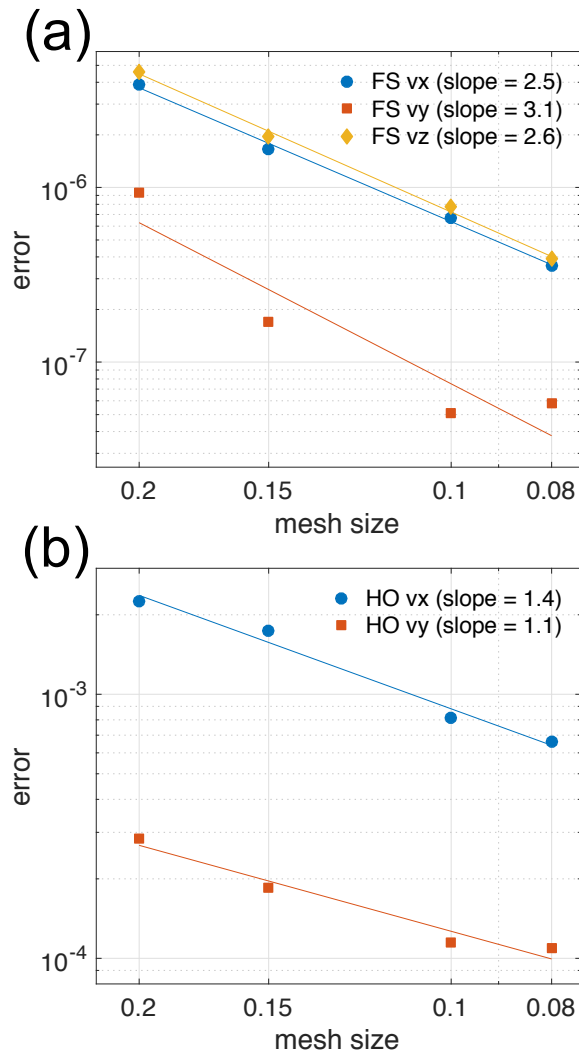 (a)
FS vx (slope = 2.5)
FS vy (slope = 3.1)
FS vz (slope = 2.6)
10^-6
10^-7
error
0.2 0.15 0.1 0.08
mesh size
(b)
HO vx (slope = 1.4)
HO vy (slope = 1.1)
10^-3
10^-4
error
0.2 0.15 0.1 0.08
mesh size